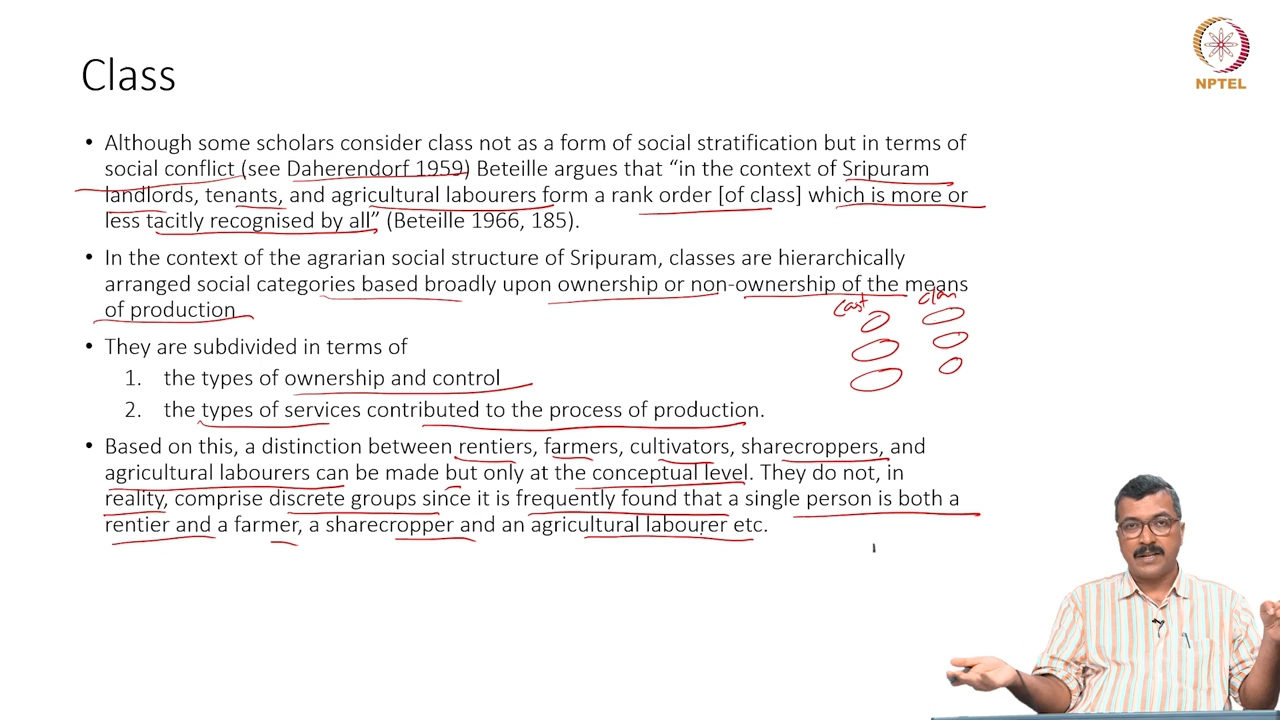 NPTEL
Class
• Although some scholars consider class not as a form of social stratification but in terms of
social conflict (see Daherendorf 1959) Beteille argues that “in the context of Sripuram
landlords, tenants, and agricultural labourers form a rank order [of class] which is more or
less tacitly recognised by all” (Beteille 1966, 185).
• In the context of the agrarian social structure of Sripuram, classes are hierarchically
arranged social categories based broadly upon ownership or non-ownership of the means
of production
cast class
• They are subdivided in terms of
1. the types of ownership and control
2. the types of services contributed to the process of production.
• Based on this, a distinction between rentiers, farmers, cultivators, sharecroppers, and
agricultural labourers can be made but only at the conceptual level. They do not, in
reality, comprise discrete groups since it is frequently found that a single person is both a
rentier and a farmer, a sharecropper and an agricultural labourer etc.